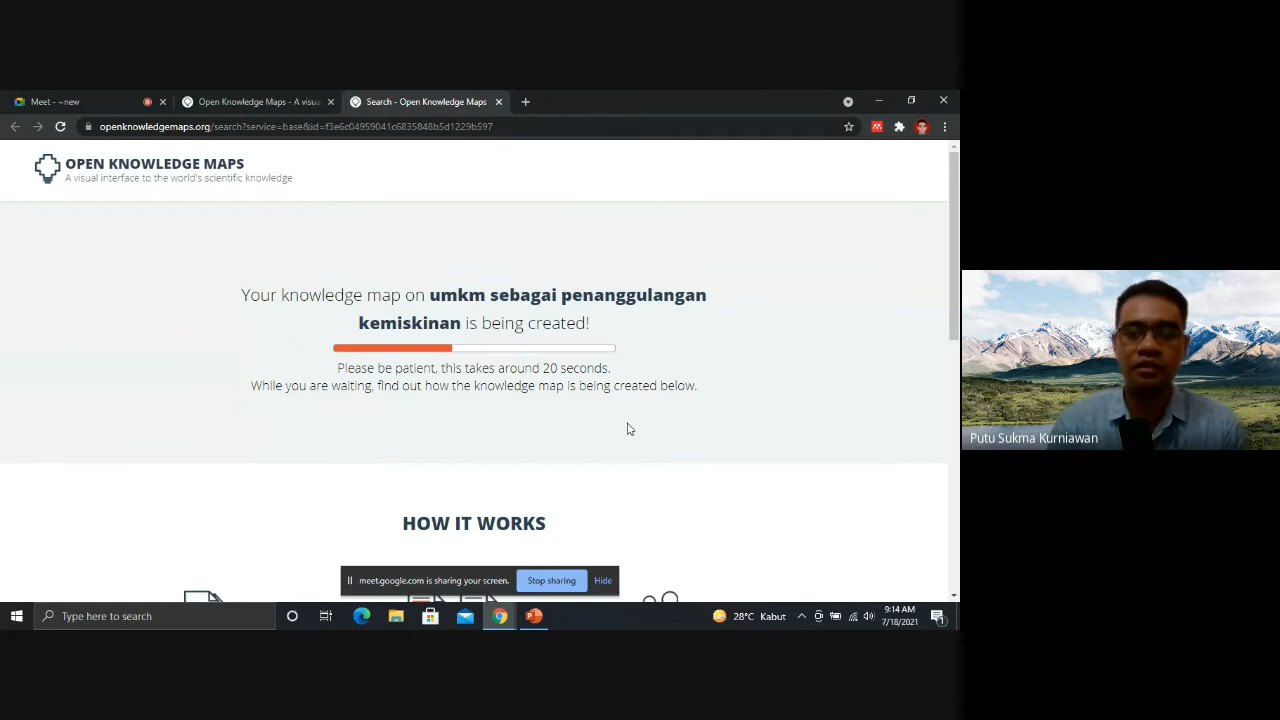 Meet - ~new
Open Knowledge Maps - A visu
Search - Open Knowledge Maps
openknowledgemaps.org/search?service=base&id=f3e6c04959041c6835848b5d1229b597
OPEN KNOWLEDGE MAPS
A visual interface to the world's scientific knowledge
Your knowledge map on umkm sebagai penanggulangan
kemiskinan is being created!
Please be patient, this takes around 20 seconds.
While you are waiting, find out how the knowledge map is being created below.
Putu Sukma Kurniawan
HOW IT WORKS
meet.google.com is sharing your screen.
Stop sharing
Hide
Type here to search
28°C Kabut
9:14 AM
7/18/2021
1